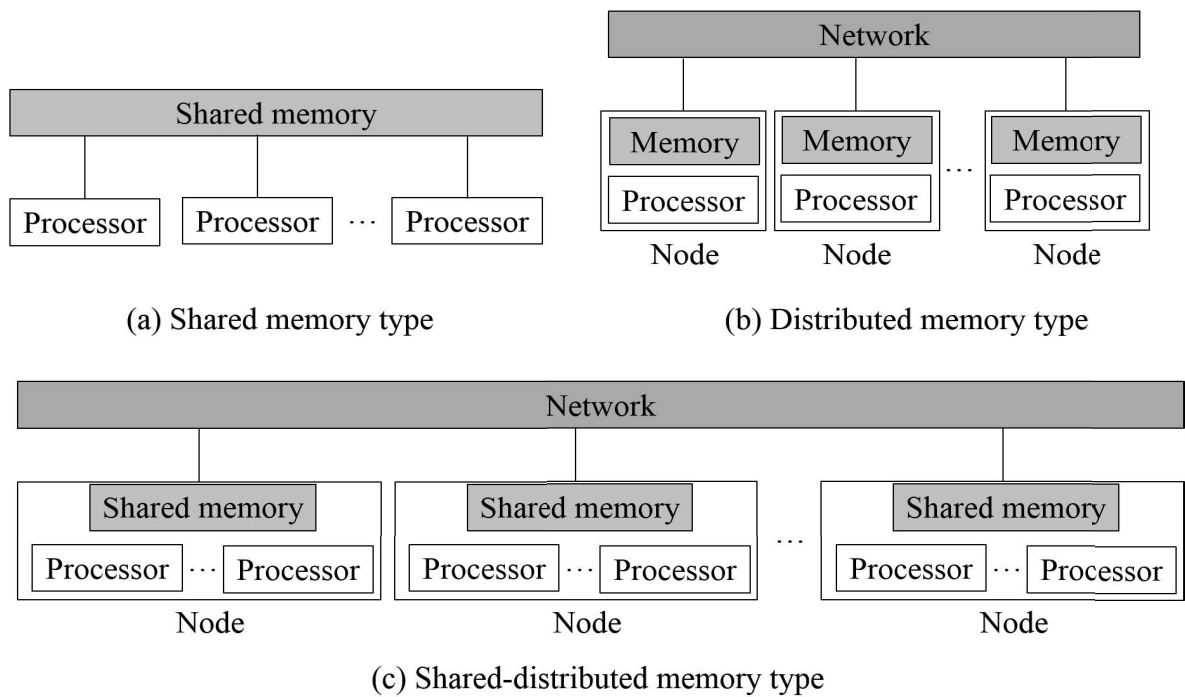 Shared memory
Processor Processor ... Processor
(a) Shared memory type
Network
Memory Memory ... Memory
Processor Processor Processor
Node Node Node
(b) Distributed memory type
Network
Shared memory Shared memory ... Shared memory
Processor ... Processor Processor ... Processor Processor ... Processor
Node Node Node
(c) Shared-distributed memory type